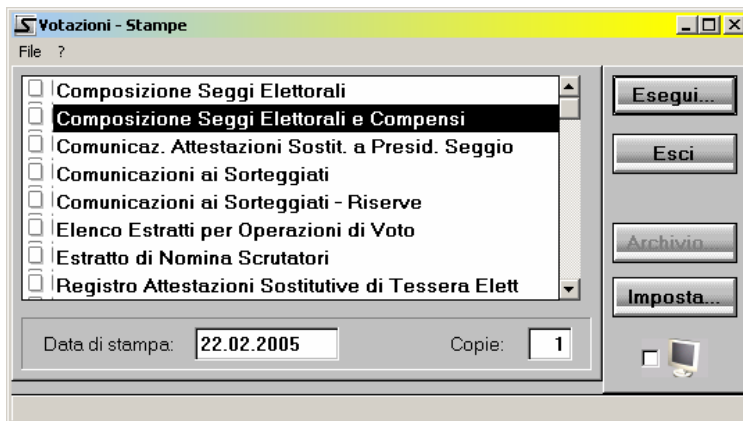 Votazioni - Stampe
File ?
Composizione Seggi Elettorali
Composizione Seggi Elettorali e Compensi
Comunicaz. Attestazioni Sostit. a Presid. Seggio
Comunicazioni ai Sorteggiati
Comunicazioni ai Sorteggiati - Riserve
Elenco Estratti per Operazioni di Voto
Estratto di Nomina Scrutatori
Registro Attestazioni Sostitutive di Tessera Elett
Data di stampa: 22.02.2005 Copie: 1
Esegui...
Esci
Archivio...
Imposta...